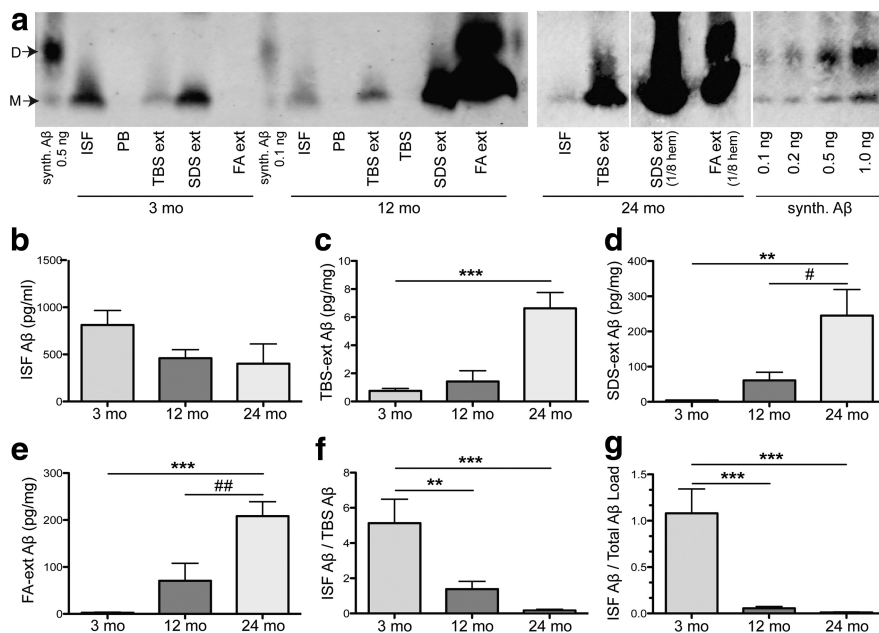 a
D
M
synth. Aβ
0.5 ng
ISF
PB
TBS ext
SDS ext
FA ext
synth. Aβ
0.1 ng
ISF
PB
TBS ext
TBS
SDS ext
FA ext
ISF
TBS ext
SDS ext
(1/8 hem)
FA ext
(1/8 hem)
0.1 ng
0.2 ng
0.5 ng
1.0 ng
3 mo
12 mo
24 mo
synth. Aβ
b
ISF Aβ (pg/ml)
1500
1000
500
0
3 mo
12 mo
24 mo
c
TBS-ext Aβ (pg/mg)
10
8
6
4
2
0
***
3 mo
12 mo
24 mo
d
SDS-ext Aβ (pg/mg)
400
300
200
100
0
**
#
3 mo
12 mo
24 mo
e
FA-ext Aβ (pg/mg)
300
200
100
0
***
##
3 mo
12 mo
24 mo
f
ISF Aβ / TBS Aβ
8
6
4
2
0
***
**
3 mo
12 mo
24 mo
g
ISF Aβ / Total Aβ Load
1.5
1.0
0.5
0.0
***
***
3 mo
12 mo
24 mo